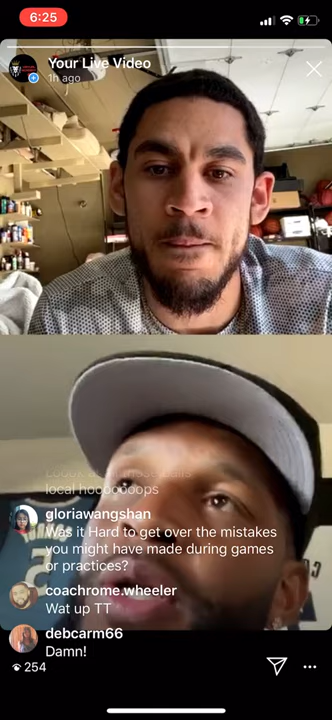 6:25
Your Live Video
1h ago
local hooooooops
gloriawangshan
Was it Hard to get over the mistakes
you might have made during games
or practices?
coachrome.wheeler
Wat up TT
debcarm66
Damn!
254